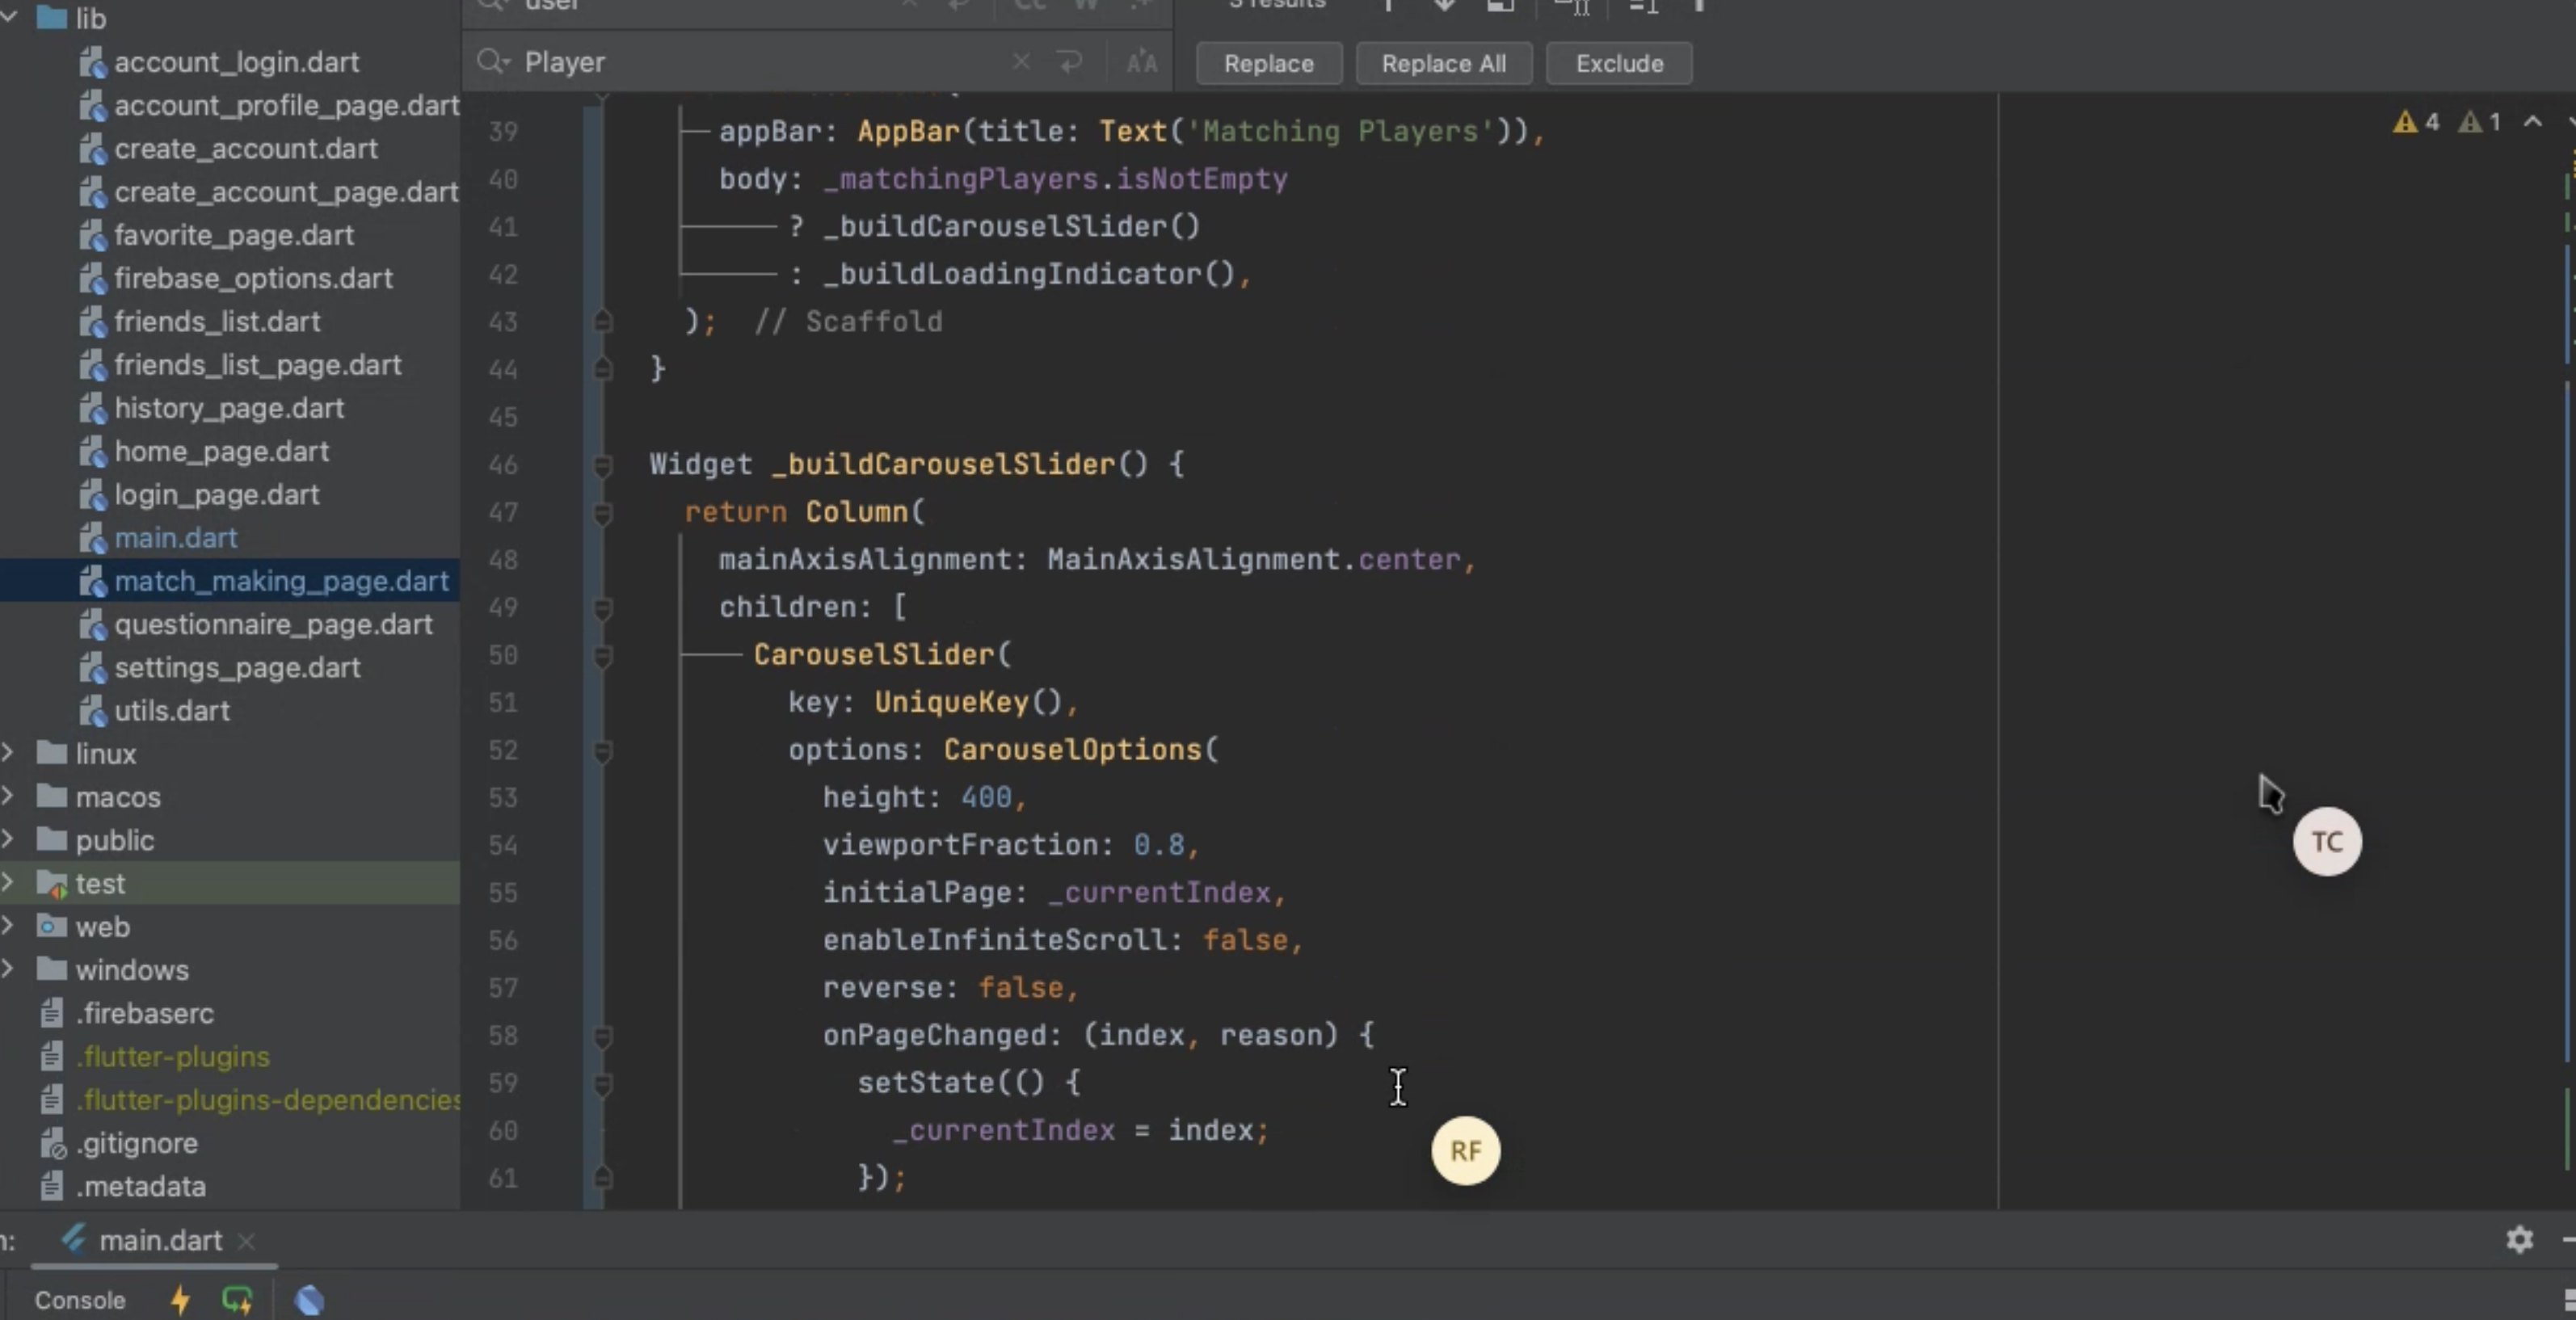 lib
account_login.dart
account_profile_page.dart
create_account.dart
create_account_page.dart
favorite_page.dart
firebase_options.dart
friends_list.dart
friends_list_page.dart
history_page.dart
home_page.dart
login_page.dart
main.dart
match_making_page.dart
questionnaire_page.dart
settings_page.dart
utils.dart
linux
macos
public
test
web
windows
.firebaserc
.flutter-plugins
.flutter-plugins-dependencies
.gitignore
.metadata
user
Cc W .*
3 results
Player
Replace
Replace All
Exclude
4 1
39 appBar: AppBar(title: Text('Matching Players')),
40 body: _matchingPlayers.isNotEmpty
41 ? _buildCarouselSlider()
42 : _buildLoadingIndicator(),
43 ); // Scaffold
44 }
45
46 Widget _buildCarouselSlider() {
47 return Column(
48 mainAxisAlignment: MainAxisAlignment.center,
49 children: [
50 CarouselSlider(
51 key: UniqueKey(),
52 options: CarouselOptions(
53 height: 400,
54 viewportFraction: 0.8,
55 initialPage: _currentIndex,
56 enableInfiniteScroll: false,
57 reverse: false,
58 onPageChanged: (index, reason) {
59 setState(() {
60 _currentIndex = index;
61 });
TC
RF
main.dart
Console